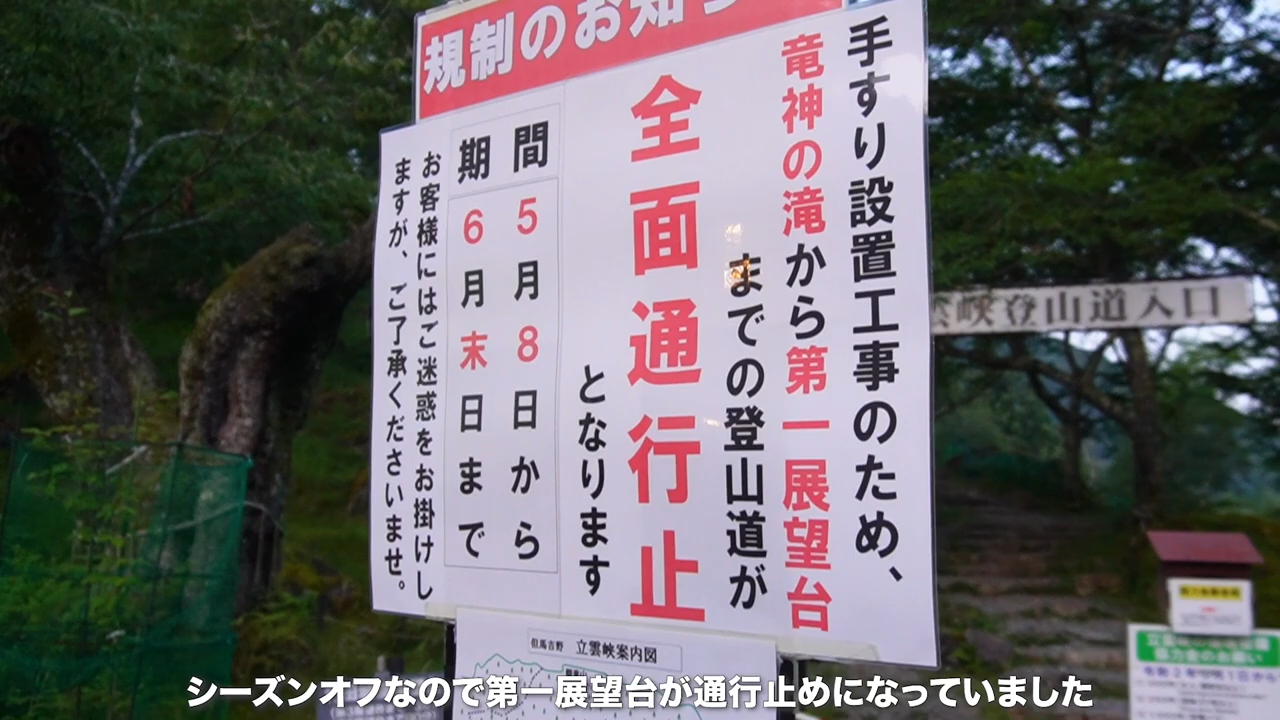 規制のお知ら
手すり設置工事のため、
竜神の滝から第一展望台
までの登山道が
全面通行止
となります
期間
5月8日から
6月末日まで
お客様にはご迷惑をお掛けし
ますが、ご了承くださいませ。
雲峡登山道入口
但馬吉野 立雲峡案内図
シーズンオフなので第一展望台が通行止めになっていました